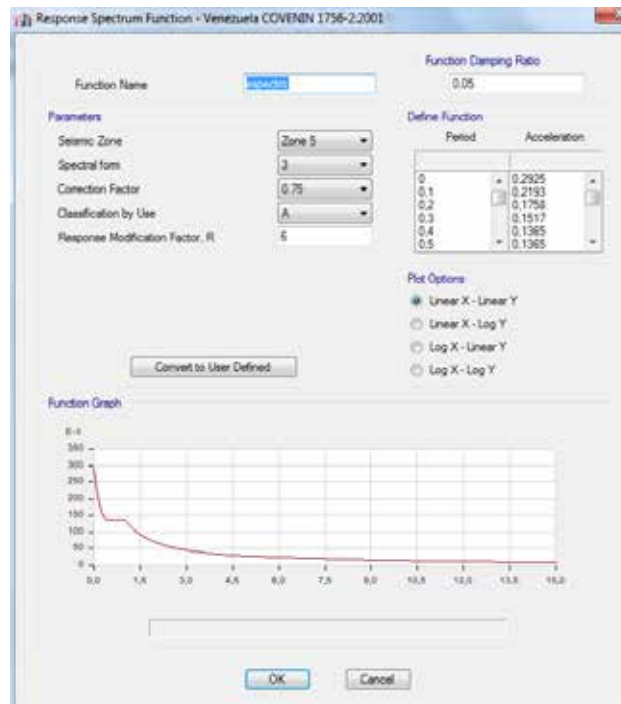 Response Spectrum Function - Venezuela COVENIN 1756-2:2001
Function Damping Ratio
Function Name espectro 0.05
Parameters
Seismic Zone Zone 5
Spectral form 3
Correction Factor 0.75
Classification by Use A
Response Modification Factor, R 6
Define Function
Period Acceleration
0 0.2925
0.1 0.2193
0.2 0.1758
0.3 0.1517
0.4 0.1365
0.5 0.1365
Plot Options
Linear X - Linear Y
Linear X - Log Y
Log X - Linear Y
Log X - Log Y
Convert to User Defined
Function Graph
E-3
350
300
250
200
150
100
50
0
0,0 1,5 3,0 4,5 6,0 7,5 9,0 10,5 12,0 13,5 15,0
OK Cancel